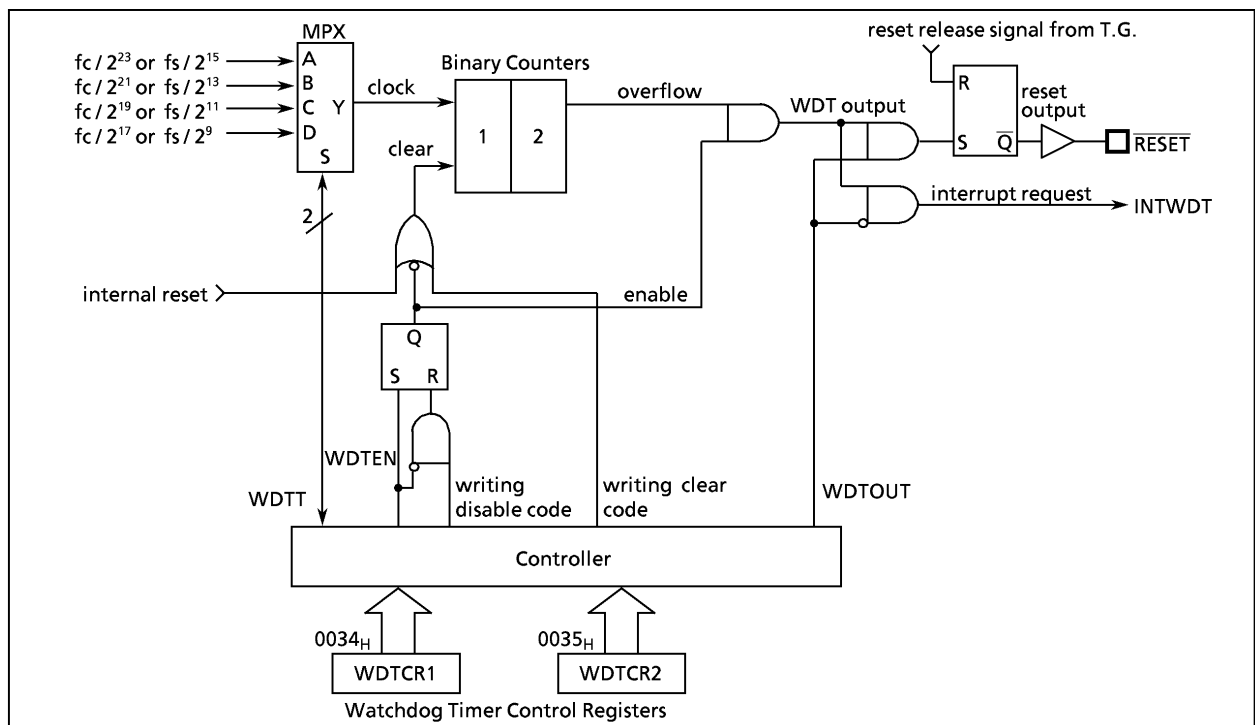 reset release signal from T.G.
MPX
fc / 2²³ or fs / 2¹⁵
fc / 2²¹ or fs / 2¹³
fc / 2¹⁹ or fs / 2¹¹
fc / 2¹⁷ or fs / 2⁹
A
B
C
D
Y
S
clock
Binary Counters
1
2
clear
overflow
WDT output
R
S
Q̅
reset
output
R̅E̅S̅E̅T̅
interrupt request
INTWDT
2
internal reset
enable
Q
S
R
WDTEN
WDTT
writing
disable code
writing clear
code
WDTOUT
Controller
0034H
0035H
WDTCR1
WDTCR2
Watchdog Timer Control Registers